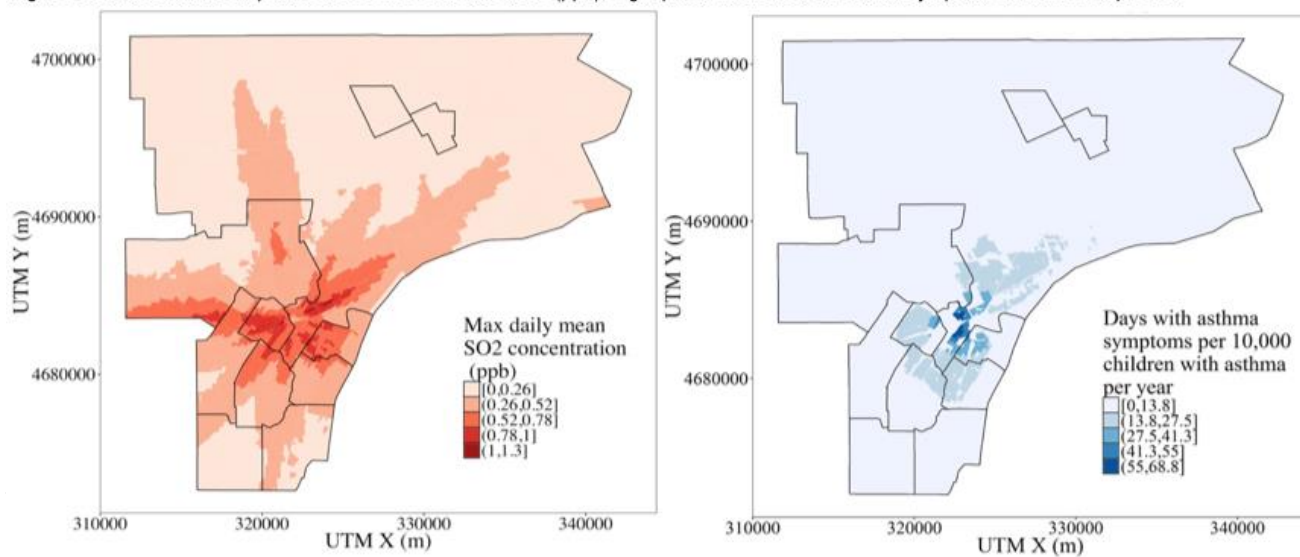 4700000
4690000
4680000
UTM Y (m)
310000 320000 330000 340000
UTM X (m)
Max daily mean
SO2 concentration
(ppb)
[0,0.26]
(0.26,0.52]
(0.52,0.78]
(0.78,1]
(1,1.3]
4700000
4690000
4680000
UTM Y (m)
310000 320000 330000 340000
UTM X (m)
Days with asthma
symptoms per 10,000
children with asthma
per year
[0,13.8]
(13.8,27.5]
(27.5,41.3]
(41.3,55]
(55,68.8]